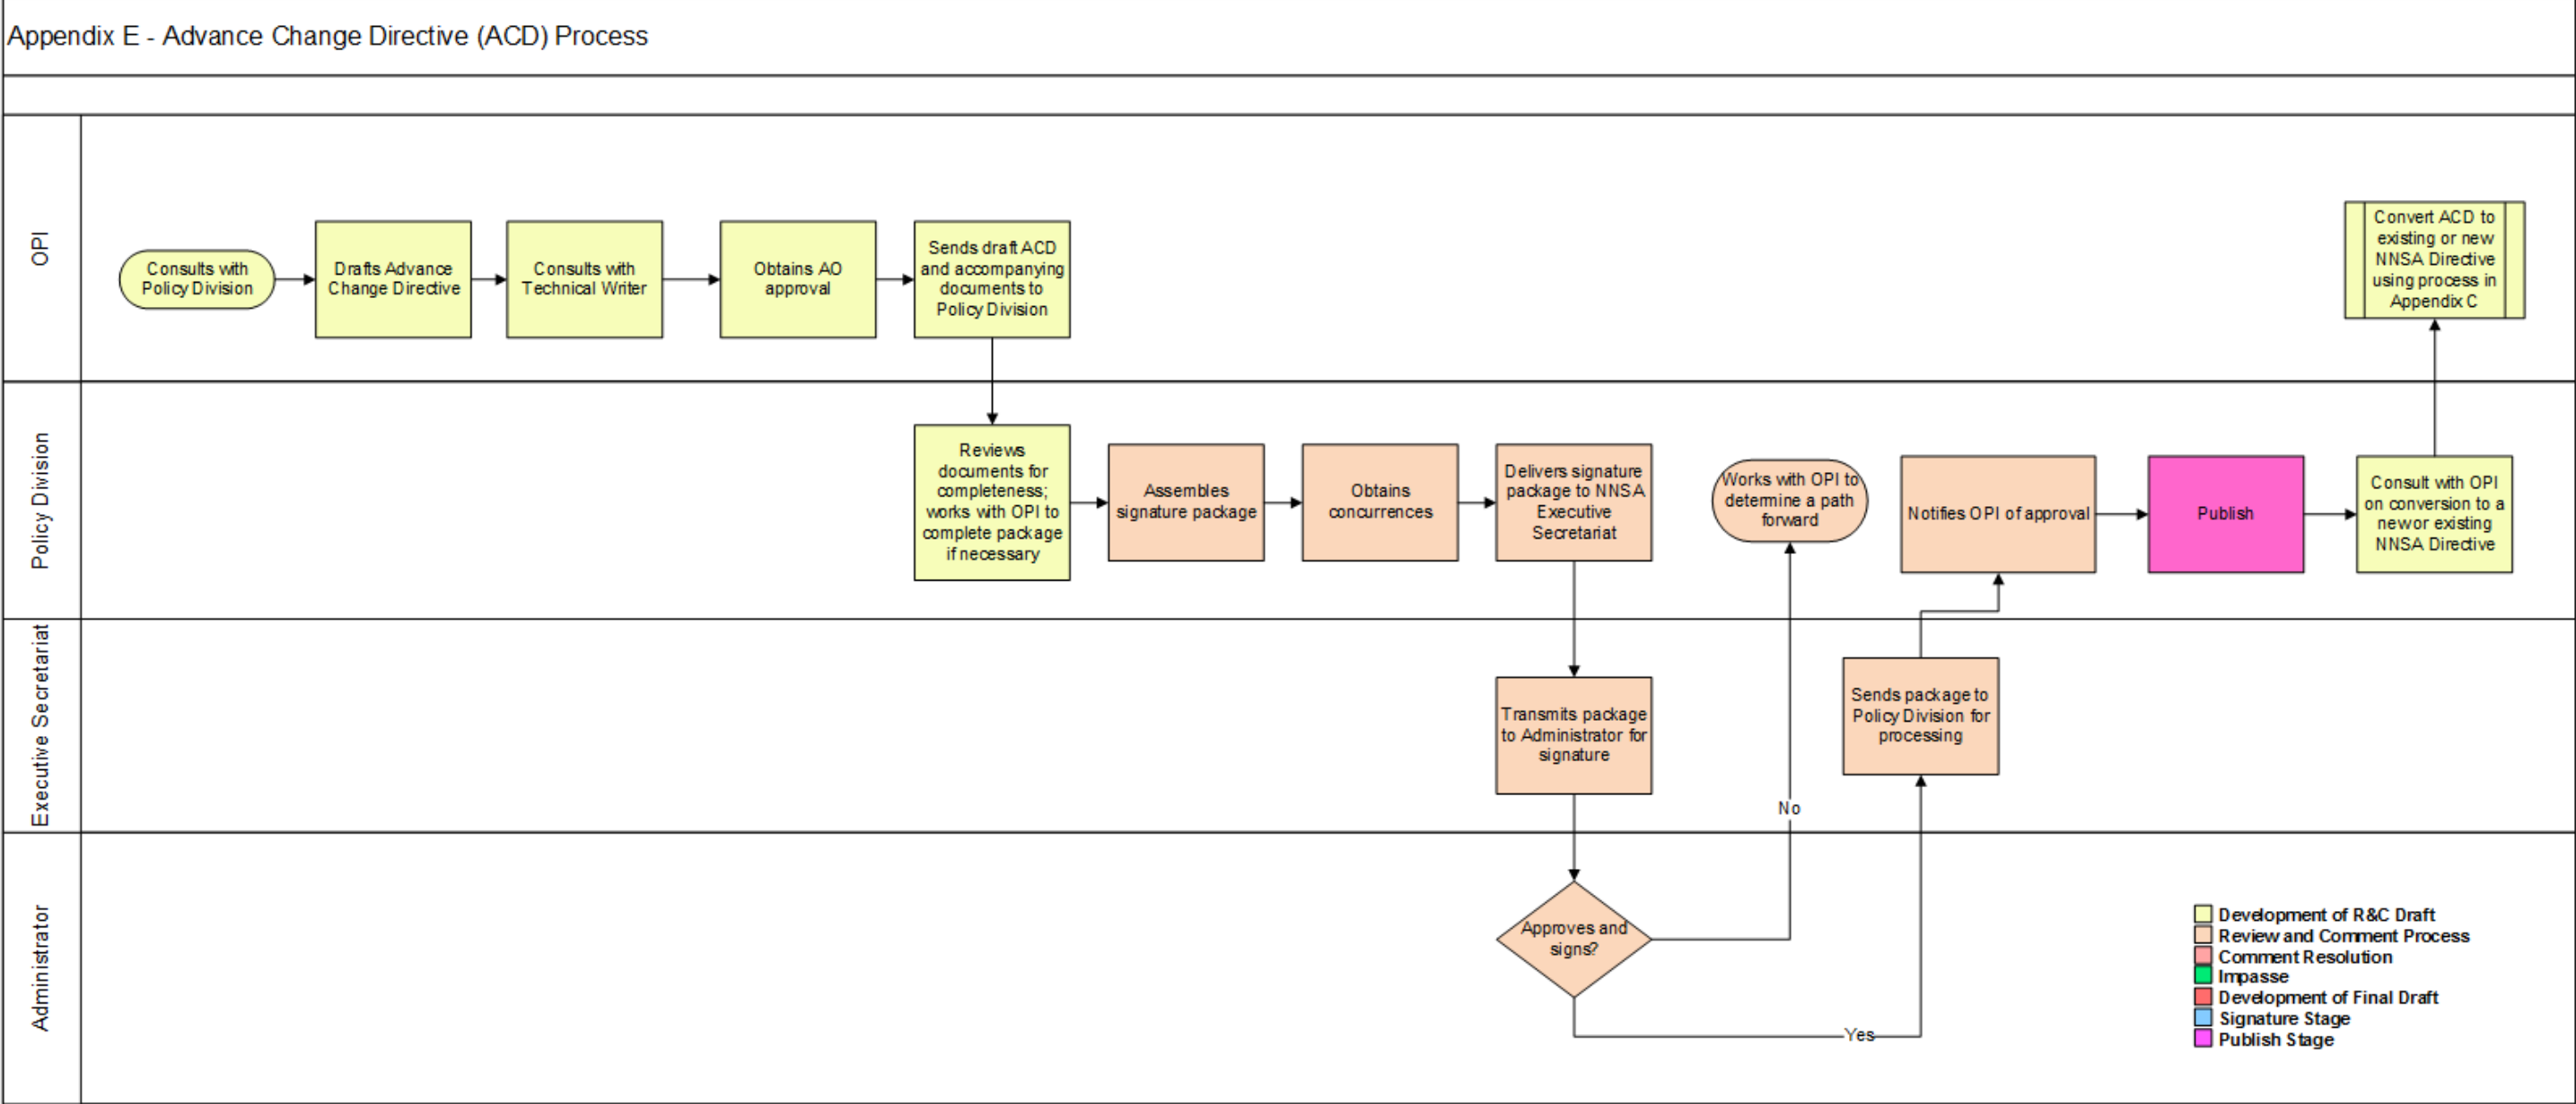 Appendix E - Advance Change Directive (ACD) Process
OPI
Consults with
Policy Division
Drafts Advance
Change Directive
Consults with
Technical Writer
Obtains AO
approval
Sends draft ACD
and accompanying
documents to
Policy Division
Convert ACD to
existing or new
NNSA Directive
using process in
Appendix C
Policy Division
Reviews
documents for
completeness;
works with OPI to
complete package
if necessary
Assembles
signature package
Obtains
concurrences
Delivers signature
package to NNSA
Executive
Secretariat
Works with OPI to
determine a path
forward
Notifies OPI of approval
Publish
Consult with OPI
on conversion to a
newor existing
NNSA Directive
Executive Secretariat
Transmits package
to Administrator for
signature
Sends package to
Policy Division for
processing
No
Administrator
Approves and
signs?
Yes
Development of R&C Draft
Review and Comment Process
Comment Resolution
Impasse
Development of Final Draft
Signature Stage
Publish Stage